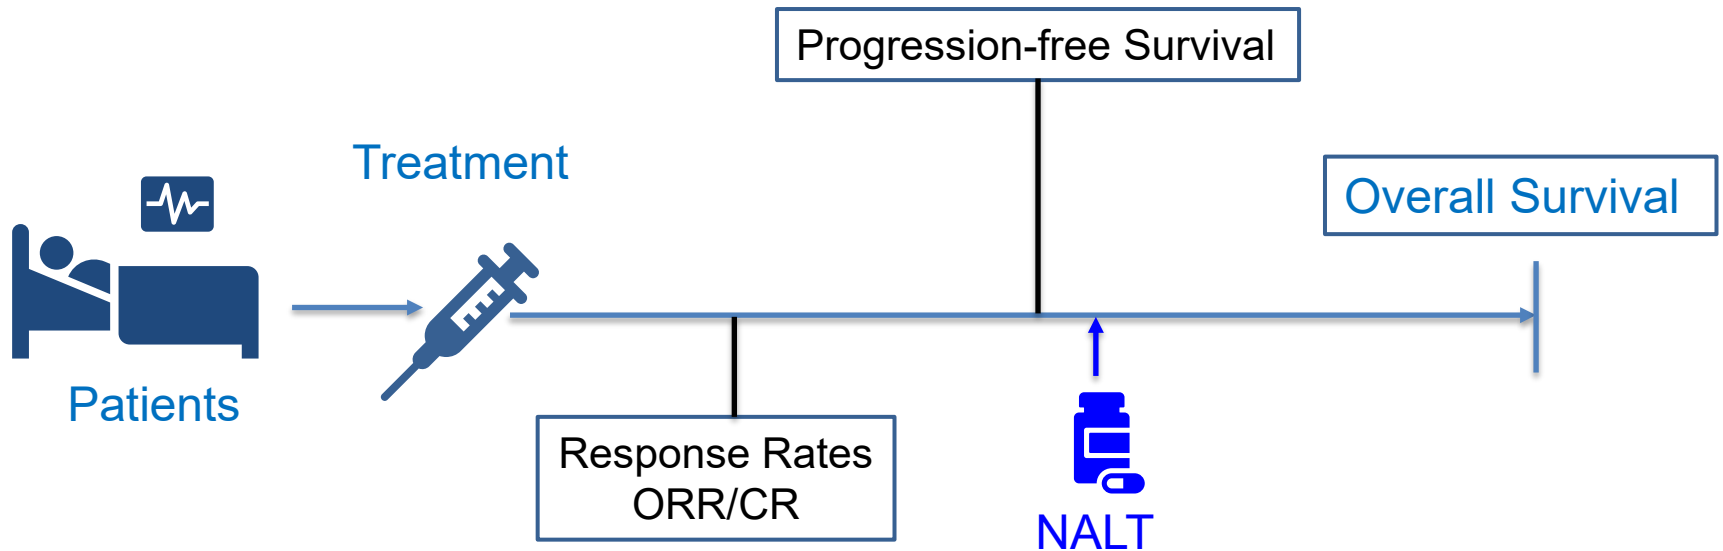 Progression-free Survival
Treatment
Overall Survival
Patients
Response Rates
ORR/CR
NALT